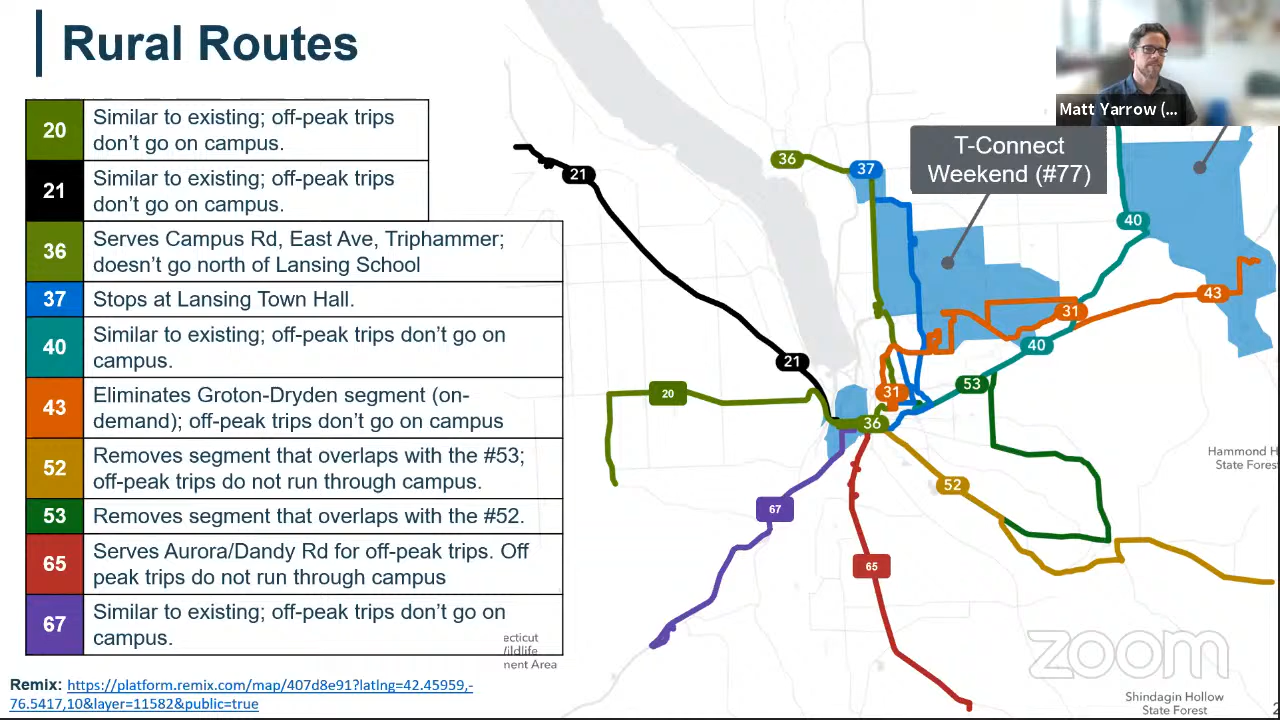 Rural Routes
20
Similar to existing; off-peak trips
don't go on campus.
21
Similar to existing; off-peak trips
don't go on campus.
36
Serves Campus Rd, East Ave, Triphammer;
doesn't go north of Lansing School
37
Stops at Lansing Town Hall.
40
Similar to existing; off-peak trips don't go on
campus.
43
Eliminates Groton-Dryden segment (on-
demand); off-peak trips don't go on campus
52
Removes segment that overlaps with the #53;
off-peak trips do not run through campus.
53
Removes segment that overlaps with the #52.
65
Serves Aurora/Dandy Rd for off-peak trips. Off
peak trips do not run through campus
67
Similar to existing; off-peak trips don't go on
campus.
ecticut
Wildlife
ment Area
Remix: https://platform.remix.com/map/407d8e91?latlng=42.45959,-
76.5417,10&layer=11582&public=true
Matt Yarrow (...
T-Connect
Weekend (#77)
36
37
21
40
43
31
40
21
53
20
31
36
52
67
65
Hammond H
State Fores
zoom
Shindagin Hollow
State Forest
2